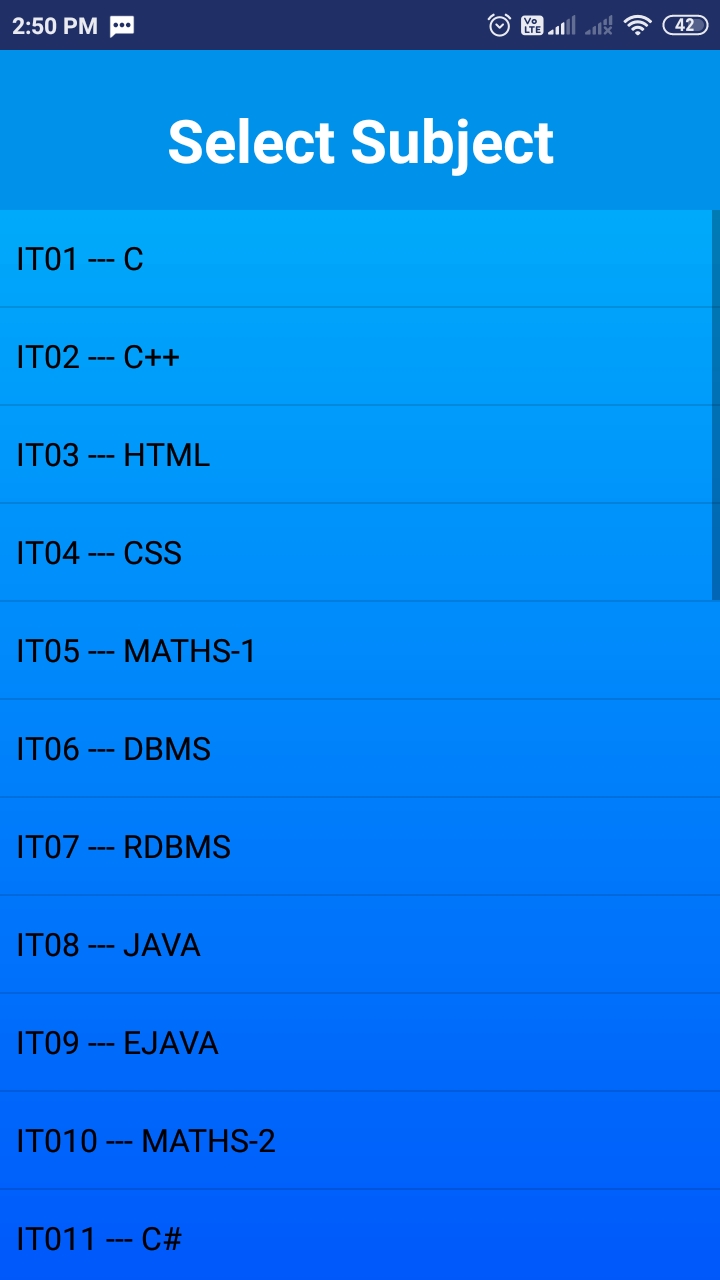 2:50 PM
Vo LTE
42
Select Subject
IT01 --- C
IT02 --- C++
IT03 --- HTML
IT04 --- CSS
IT05 --- MATHS-1
IT06 --- DBMS
IT07 --- RDBMS
IT08 --- JAVA
IT09 --- EJAVA
IT010 --- MATHS-2
IT011 --- C#